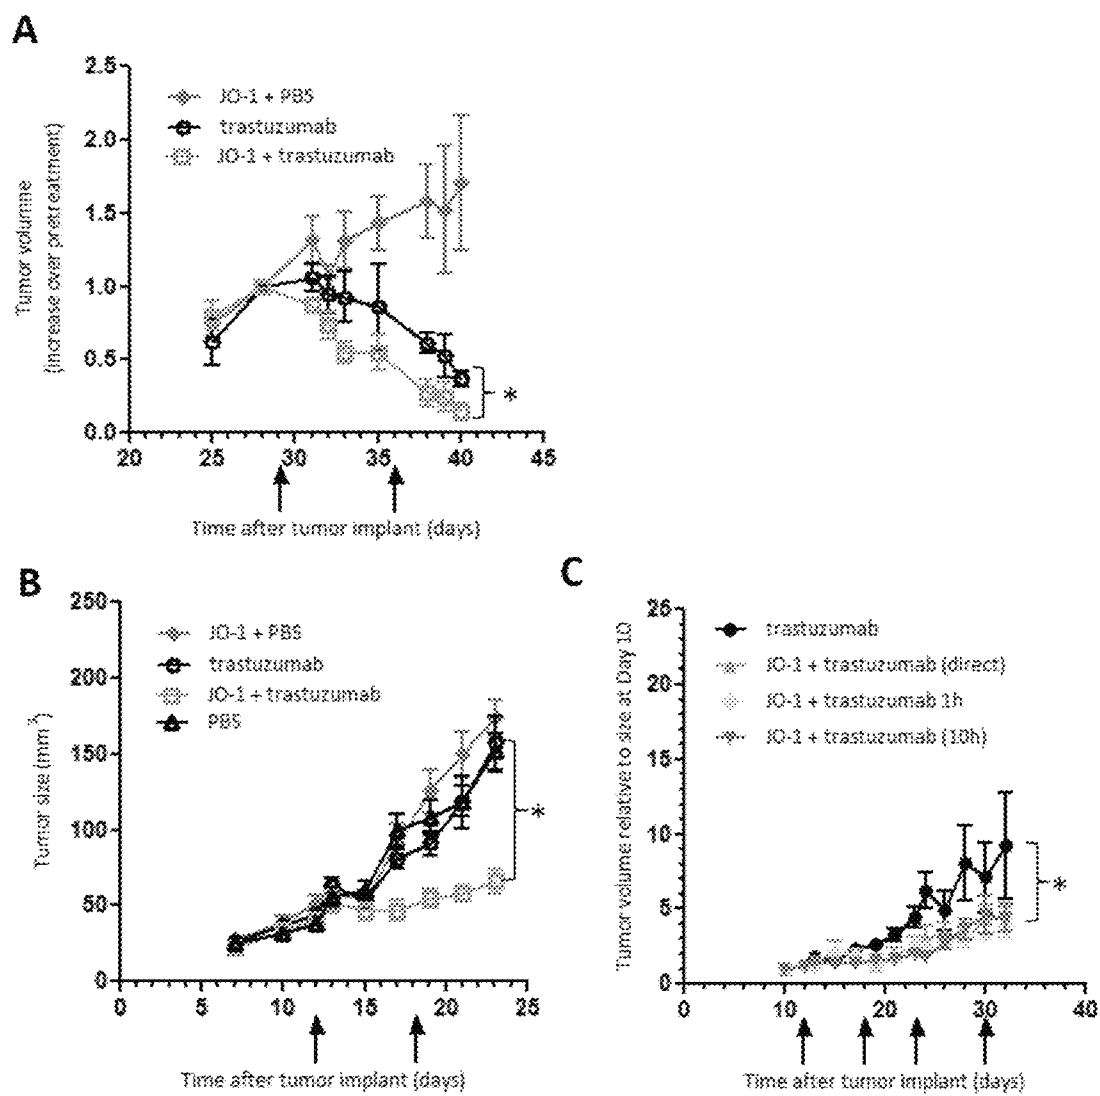 A
2.5
2.0
1.5
1.0
0.5
0.0
20 25 30 35 40 45
Tumor volumne
(increase over pretreatment)
JO-1 + PBS
trastuzumab
JO-1 + trastuzumab
*
Time after tumor implant (days)
B
250
200
150
100
50
0
0 5 10 15 20 25
Tumor size (mm³)
JO-1 + PBS
trastuzumab
JO-1 + trastuzumab
PBS
*
Time after tumor implant (days)
C
25
20
15
10
5
0
0 10 20 30 40
Tumor volume relative to size at Day 10
trastuzumab
JO-1 + trastuzumab (direct)
JO-1 + trastuzumab 1h
JO-1 + trastuzumab (10h)
*
Time after tumor implant (days)